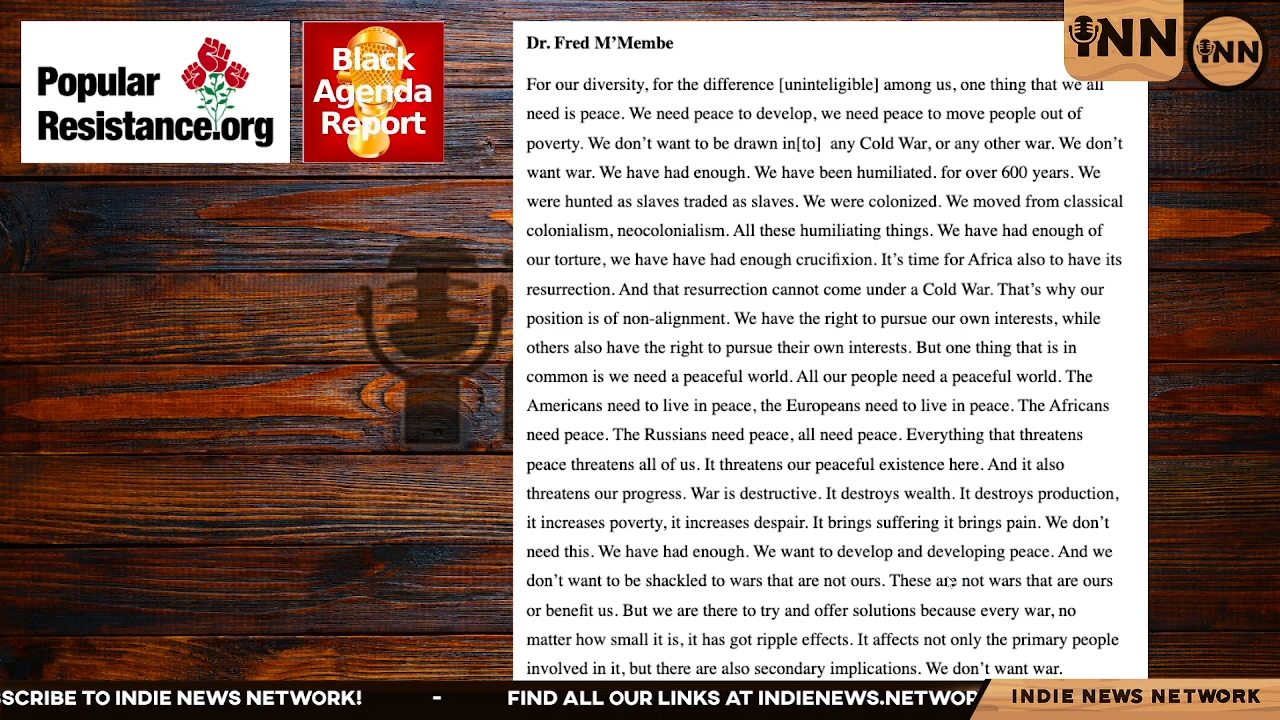 Popular
Resistance.org
Black
Agenda
Report
iNN
iNN
Dr. Fred M’Membe
For our diversity, for the difference [uninteligible] among us, one thing that we all
need is peace. We need peace to develop, we need peace to move people out of
poverty. We don’t want to be drawn in[to]  any Cold War, or any other war. We don’t
want war. We have had enough. We have been humiliated. for over 600 years. We
were hunted as slaves traded as slaves. We were colonized. We moved from classical
colonialism, neocolonialism. All these humiliating things. We have had enough of
our torture, we have have had enough crucifixion. It’s time for Africa also to have its
resurrection. And that resurrection cannot come under a Cold War. That’s why our
position is of non-alignment. We have the right to pursue our own interests, while
others also have the right to pursue their own interests. But one thing that is in
common is we need a peaceful world. All our people need a peaceful world. The
Americans need to live in peace, the Europeans need to live in peace. The Africans
need peace. The Russians need peace, all need peace. Everything that threatens
peace threatens all of us. It threatens our peaceful existence here. And it also
threatens our progress. War is destructive. It destroys wealth. It destroys production,
it increases poverty, it increases despair. It brings suffering it brings pain. We don’t
need this. We have had enough. We want to develop and developing peace. And we
don’t want to be shackled to wars that are not ours. These are not wars that are ours
or benefit us. But we are there to try and offer solutions because every war, no
matter how small it is, it has got ripple effects. It affects not only the primary people
involved in it, but there are also secondary implications. We don’t want war.
SCRIBE TO INDIE NEWS NETWORK! - FIND ALL OUR LINKS AT INDIENEWS.NETWOR
INDIE NEWS NETWORK